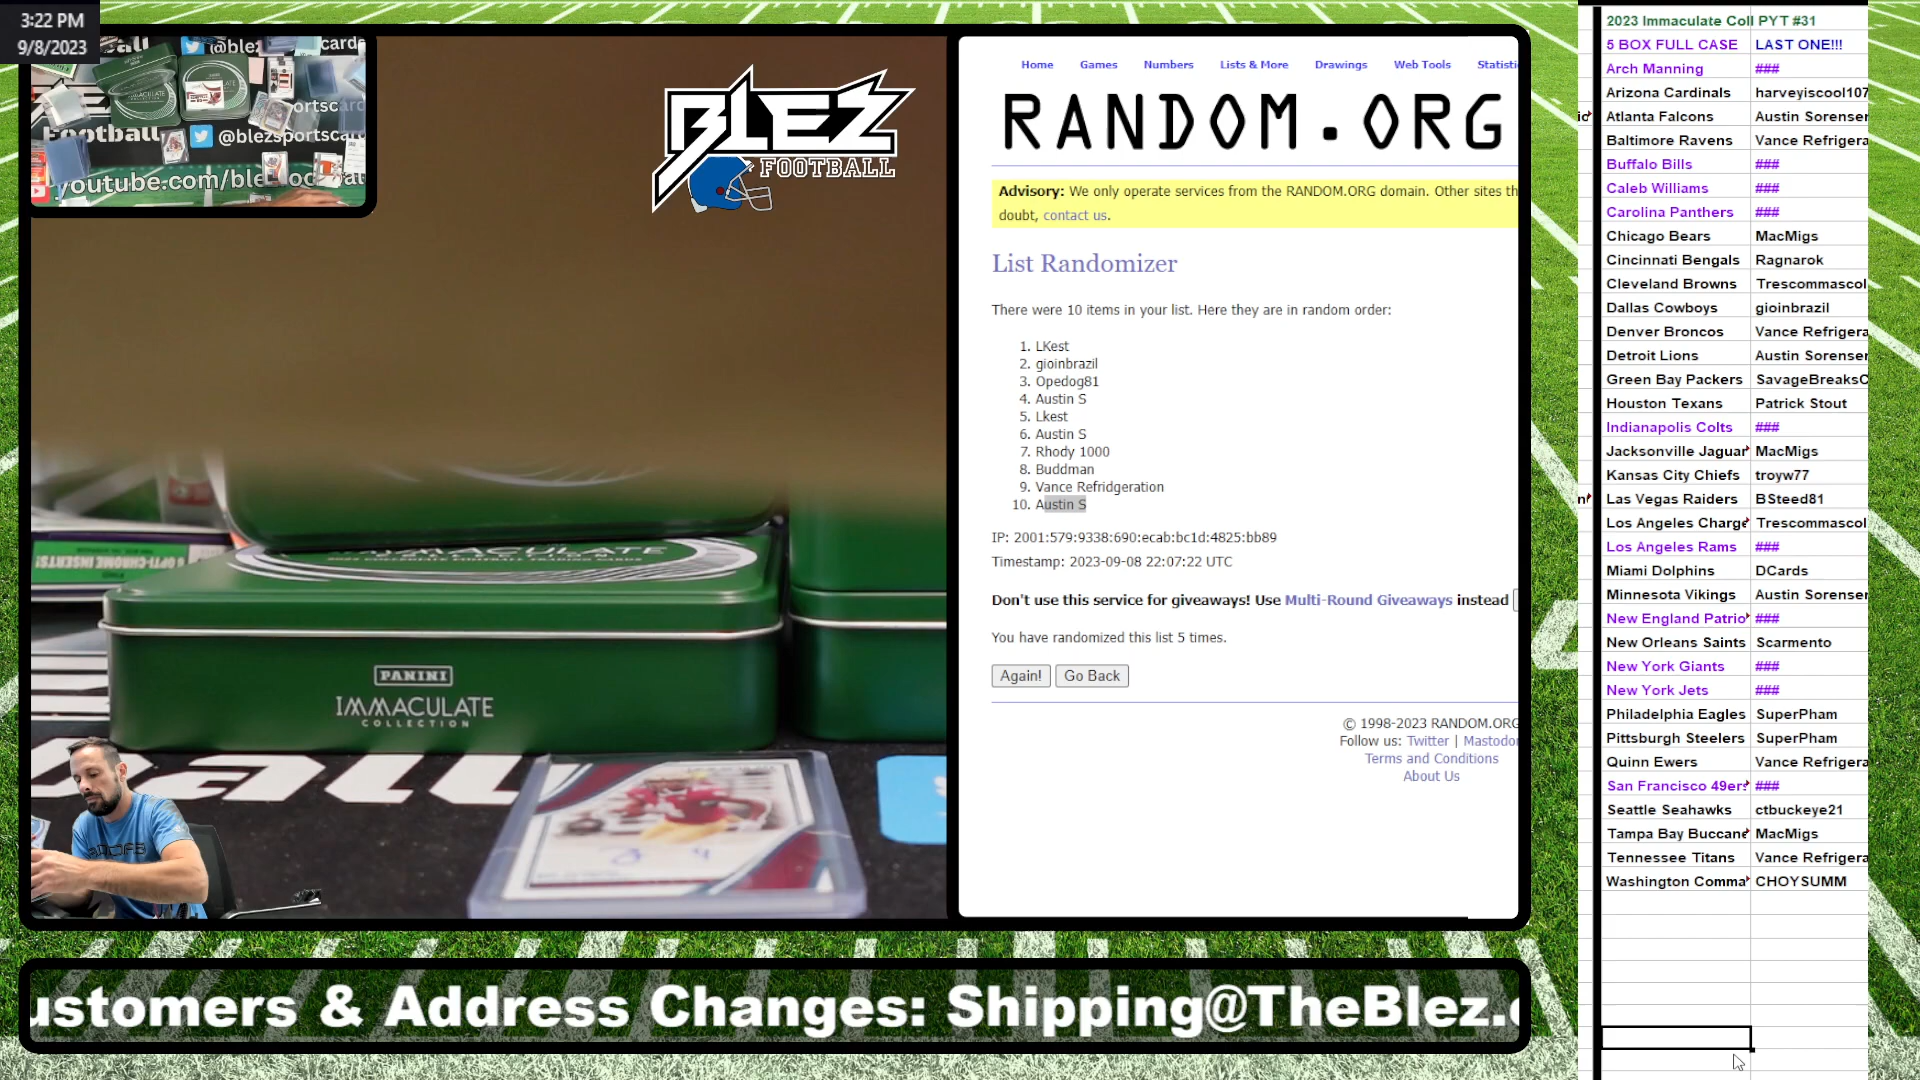 3:22 PM
9/8/2023
@blez
IMMACULATE
Football
@blezsportscar
youtube.com/ble
BLEZ
FOOTBALL
IMMACULATE
PANINI
IMMACULATE
COLLECTION
Home Games Numbers Lists & More Drawings Web Tools Statisti
RANDOM.ORG
Advisory: We only operate services from the RANDOM.ORG domain. Other sites th
doubt, contact us.
List Randomizer
There were 10 items in your list. Here they are in random order:
1. LKest
2. gioinbrazil
3. Opedog81
4. Austin S
5. Lkest
6. Austin S
7. Rhody 1000
8. Buddman
9. Vance Refridgeration
10. Austin S
IP: 2001:579:9338:690:ecab:bc1d:4825:bb89
Timestamp: 2023-09-08 22:07:22 UTC
Don't use this service for giveaways! Use Multi-Round Giveaways instead
You have randomized this list 5 times.
Again! Go Back
© 1998-2023 RANDOM.ORG
Follow us: Twitter | Mastodo
Terms and Conditions
About Us
2023 Immaculate Coll PYT #31
5 BOX FULL CASE LAST ONE!!!
Arch Manning ###
Arizona Cardinals harveyiscool107
Atlanta Falcons Austin Sorensen
Baltimore Ravens Vance Refrigera
Buffalo Bills ###
Caleb Williams ###
Carolina Panthers ###
Chicago Bears MacMigs
Cincinnati Bengals Ragnarok
Cleveland Browns Trescommascol
Dallas Cowboys gioinbrazil
Denver Broncos Vance Refrigera
Detroit Lions Austin Sorensen
Green Bay Packers SavageBreaksC
Houston Texans Patrick Stout
Indianapolis Colts ###
Jacksonville Jaguar MacMigs
Kansas City Chiefs troyw77
Las Vegas Raiders BSteed81
Los Angeles Charge Trescommascol
Los Angeles Rams ###
Miami Dolphins DCards
Minnesota Vikings Austin Sorensen
New England Patrio ###
New Orleans Saints Scarmento
New York Giants ###
New York Jets ###
Philadelphia Eagles SuperPham
Pittsburgh Steelers SuperPham
Quinn Ewers Vance Refrigera
San Francisco 49ers ###
Seattle Seahawks ctbuckeye21
Tampa Bay Buccane MacMigs
Tennessee Titans Vance Refrigera
Washington Comma CHOYSUMM
ustomers & Address Changes: Shipping@TheBlez.c